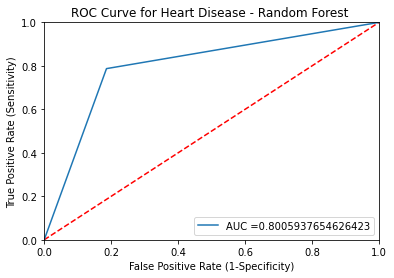 ROC Curve for Heart Disease - Random Forest
True Positive Rate (Sensitivity)
1.0
0.8
0.6
0.4
0.2
0.0
AUC =0.8005937654626423
0.0 0.2 0.4 0.6 0.8 1.0
False Positive Rate (1-Specificity)